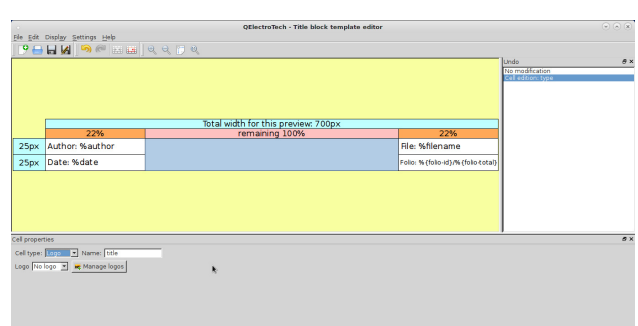 QElectroTech - Title block template editor
File Edit Display Settings Help
Undo
No modification
Cell edition: type
Total width for this preview: 700px
22% remaining 100% 22%
25px Author: %author File: %filename
25px Date: %date Folio: %{folio-id}/%{folio-total}
Cell properties
Cell type: Logo Name: title
Logo No logo Manage logos